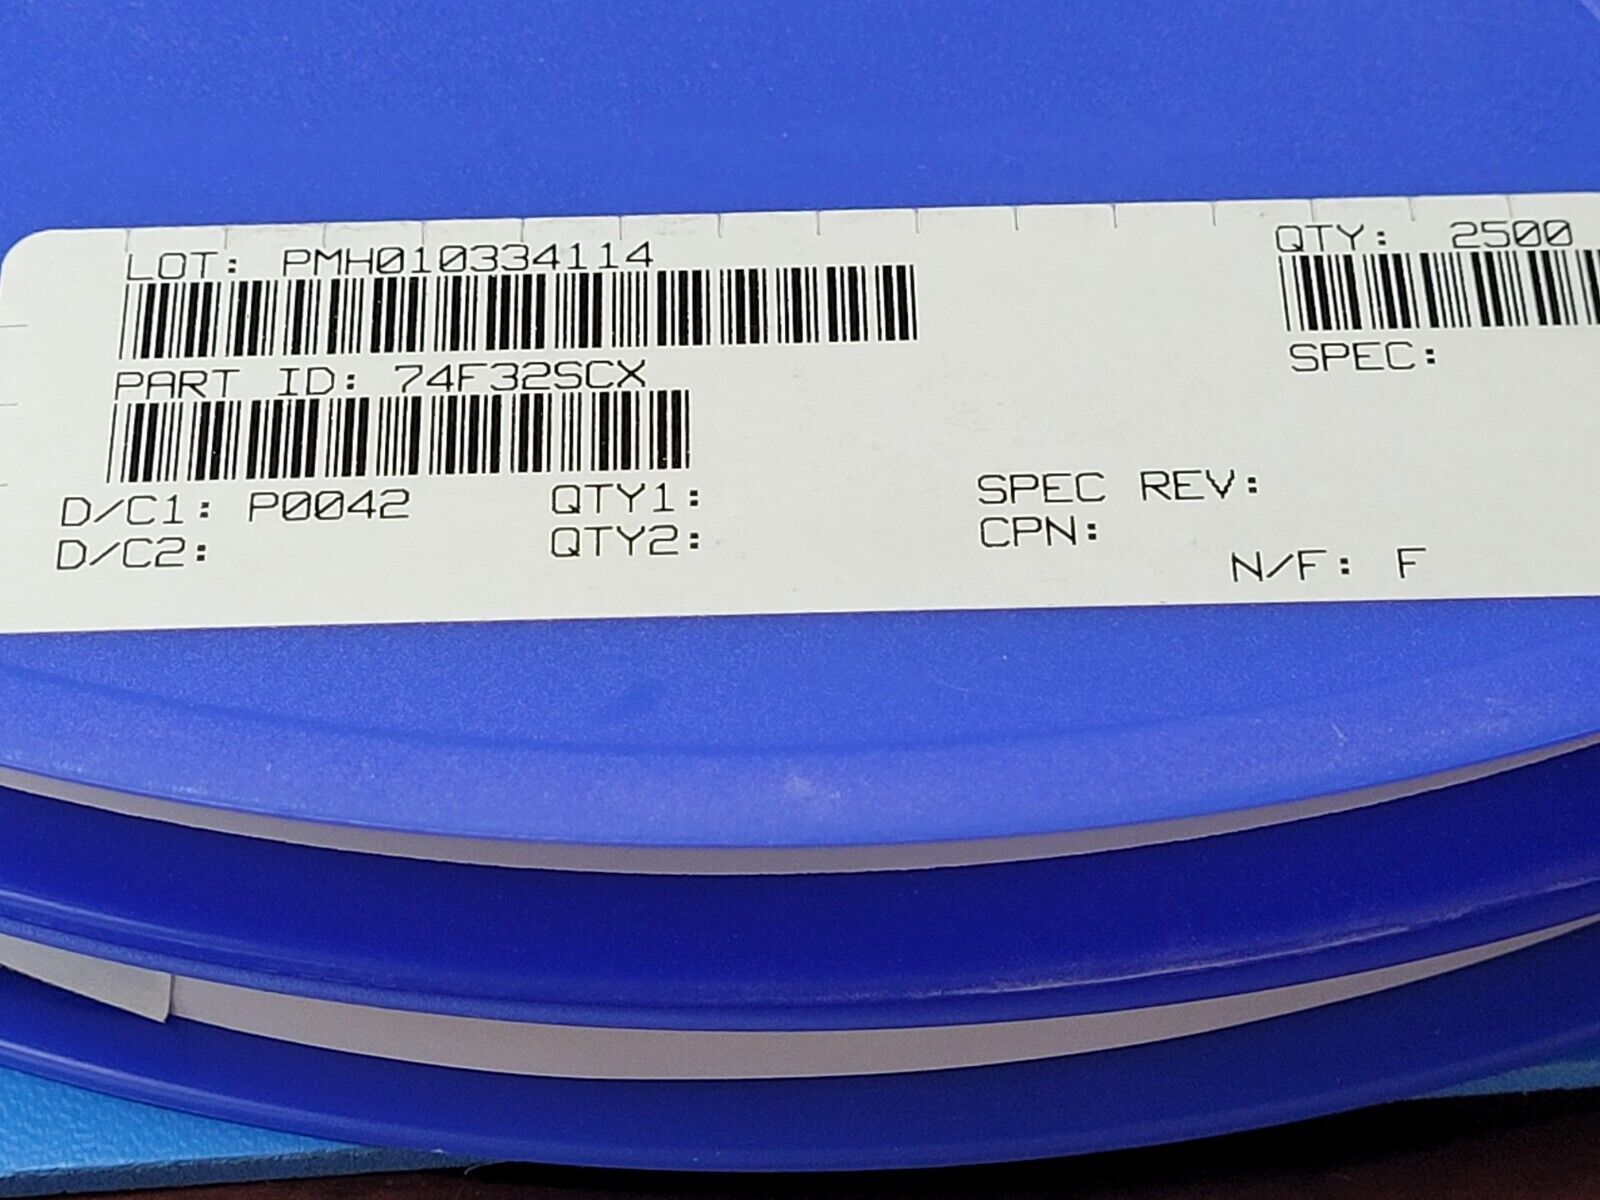 LOT: PMH010334114
QTY: 2500
PART ID: 74F32SCX
SPEC:
D/C1: P0042 QTY1: SPEC REV:
D/C2: QTY2: CPN:
N/F: F